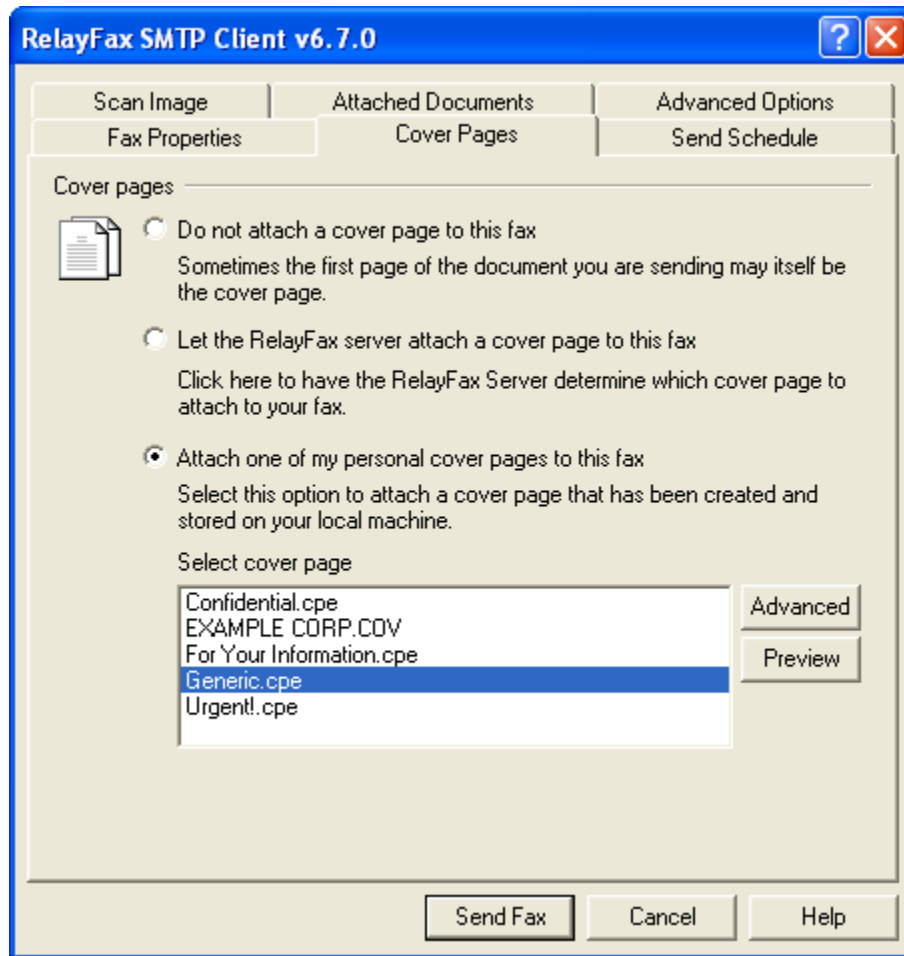 RelayFax SMTP Client v6.7.0
?
Scan Image
Attached Documents
Advanced Options
Fax Properties
Cover Pages
Send Schedule
Cover pages
Do not attach a cover page to this fax
Sometimes the first page of the document you are sending may itself be
the cover page.
Let the RelayFax server attach a cover page to this fax
Click here to have the RelayFax Server determine which cover page to
attach to your fax.
Attach one of my personal cover pages to this fax
Select this option to attach a cover page that has been created and
stored on your local machine.
Select cover page
Confidential.cpe
EXAMPLE CORP.COV
For Your Information.cpe
Generic.cpe
Urgent!.cpe
Advanced
Preview
Send Fax
Cancel
Help